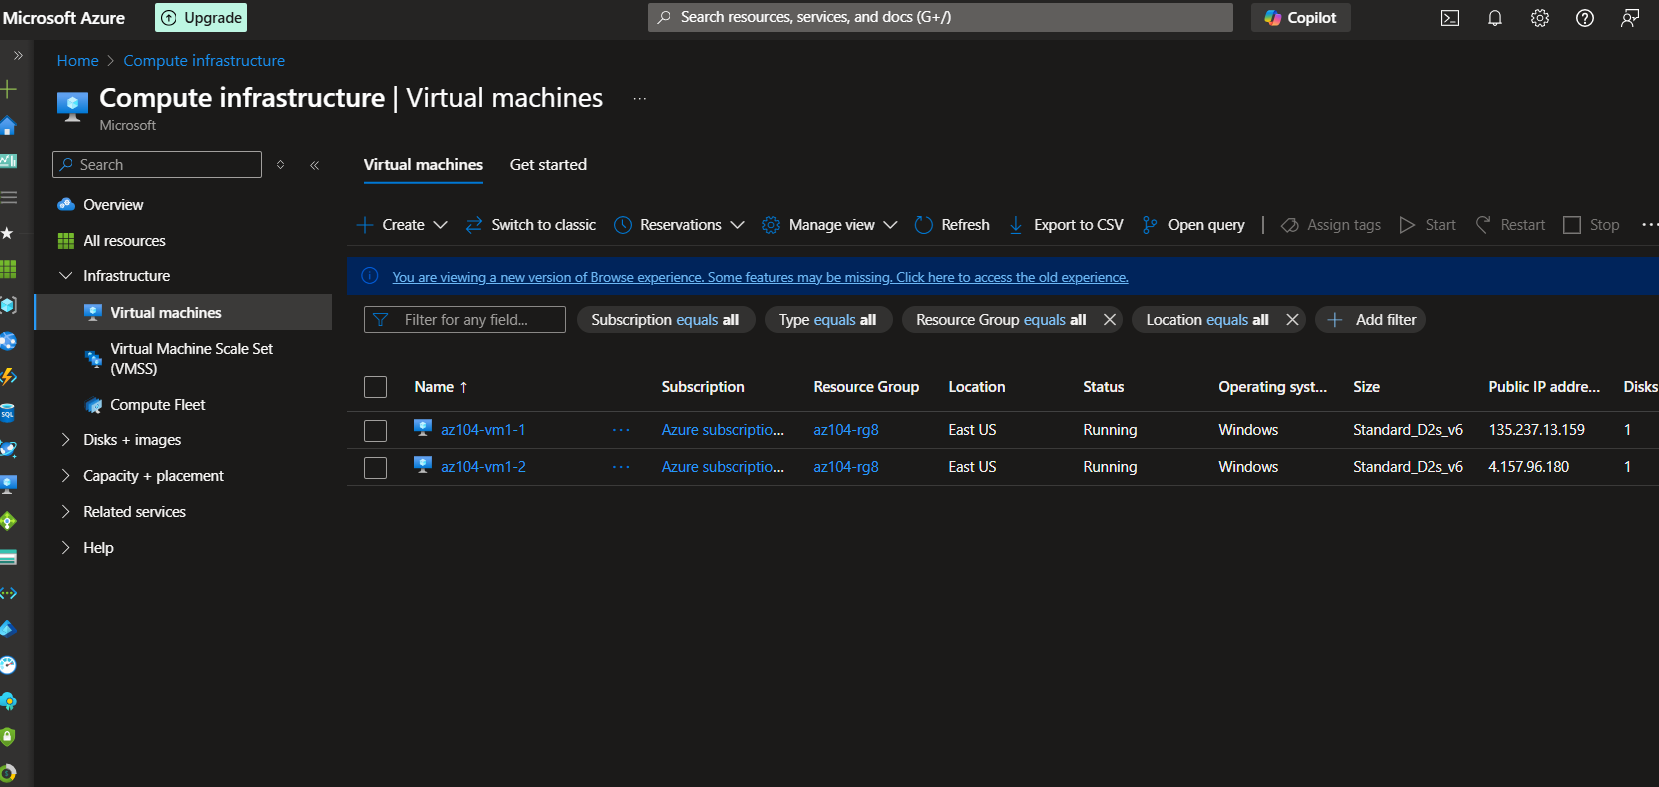 Microsoft Azure
Upgrade
Search resources, services, and docs (G+/)
Copilot
Home > Compute infrastructure
Compute infrastructure | Virtual machines ...
Microsoft
Search
Overview
All resources
Infrastructure
Virtual machines
Virtual Machine Scale Set
(VMSS)
Compute Fleet
Disks + images
Capacity + placement
Related services
Help
Virtual machines Get started
Create Switch to classic Reservations Manage view Refresh Export to CSV Open query | Assign tags Start Restart Stop ...
You are viewing a new version of Browse experience. Some features may be missing. Click here to access the old experience.
Filter for any field... Subscription equals all Type equals all Resource Group equals all Location equals all Add filter
Name ↑ Subscription Resource Group Location Status Operating syst... Size Public IP addre... Disks
az104-vm1-1 ... Azure subscriptio... az104-rg8 East US Running Windows Standard_D2s_v6 135.237.13.159 1
az104-vm1-2 ... Azure subscriptio... az104-rg8 East US Running Windows Standard_D2s_v6 4.157.96.180 1
SQL